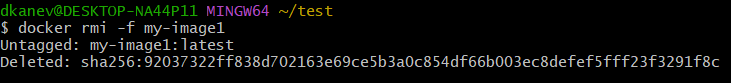 dkanev@DESKTOP-NA44P11 MINGW64 ~/test
$ docker rmi -f my-image1
Untagged: my-image1:latest
Deleted: sha256:92037322ff838d702163e69ce5b3a0c854df66b003ec8defef5fff23f3291f8c